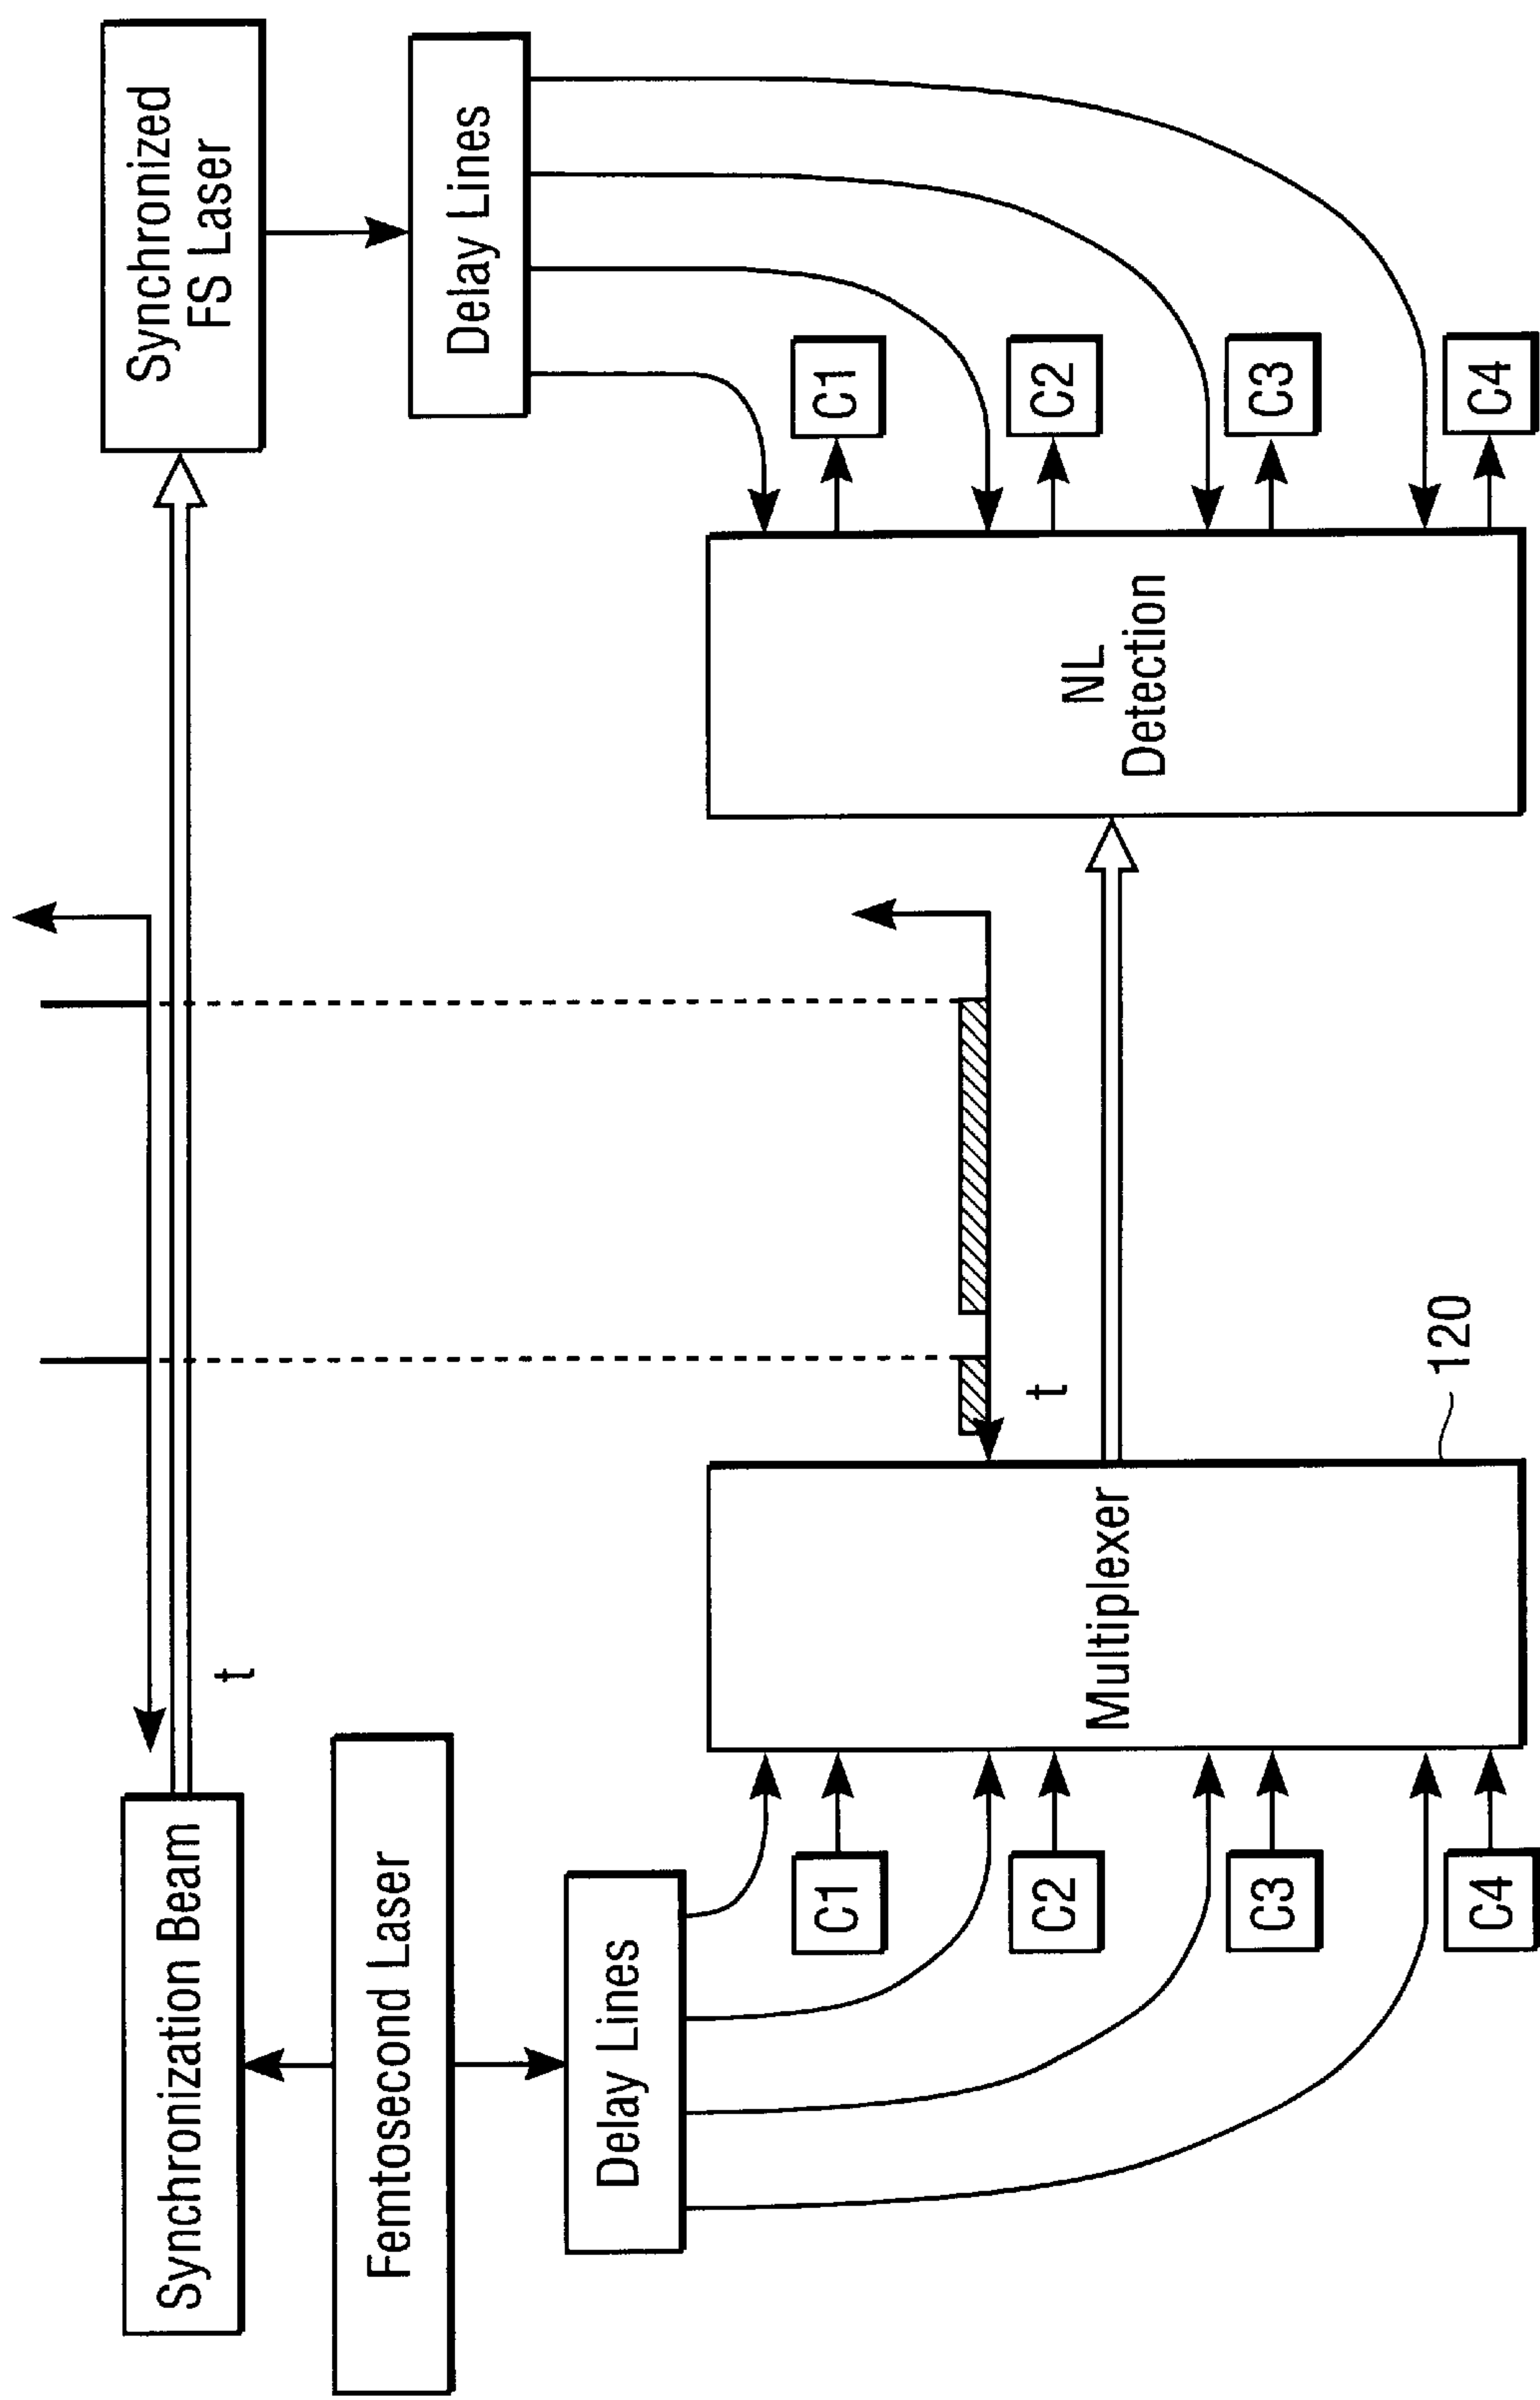 Synchronization Beam
t
Synchronized
FS Laser
Femtosecond Laser
Delay Lines
Delay Lines
C1
C2
C3
C4
Multiplexer
120
t
NL
Detection
C1
C2
C3
C4